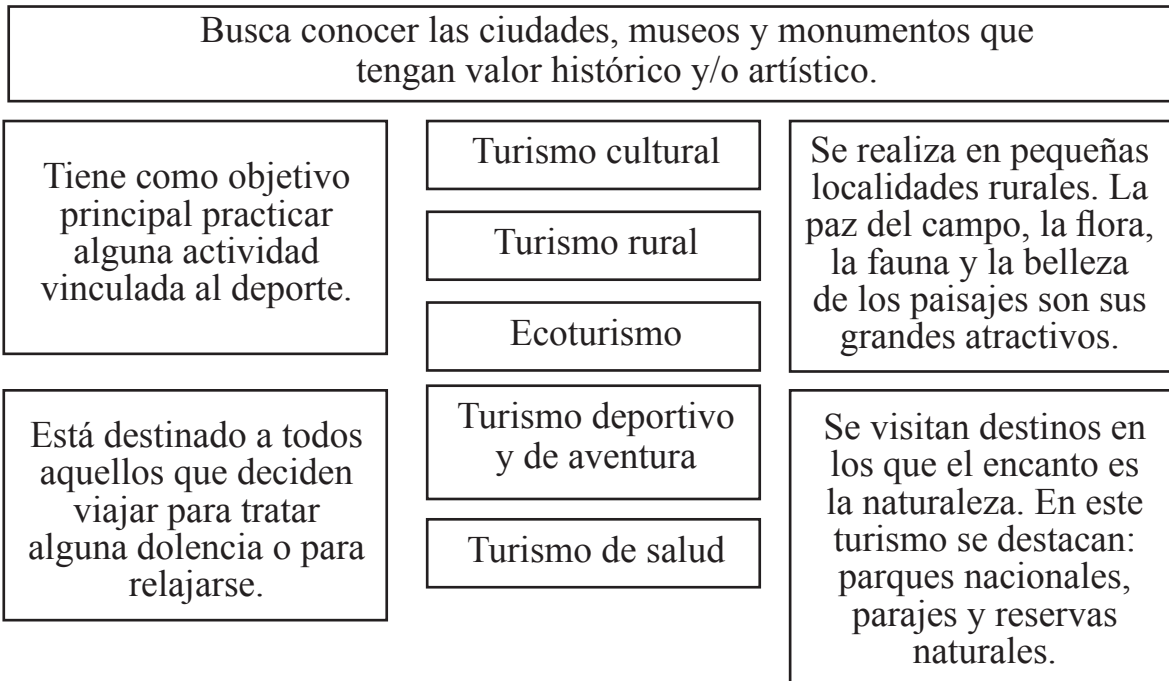 Busca conocer las ciudades, museos y monumentos que
tengan valor histórico y/o artístico.
Tiene como objetivo
principal practicar
alguna actividad
vinculada al deporte.
Está destinado a todos
aquellos que deciden
viajar para tratar
alguna dolencia o para
relajarse.
Turismo cultural
Turismo rural
Ecoturismo
Turismo deportivo
y de aventura
Turismo de salud
Se realiza en pequeñas
localidades rurales. La
paz del campo, la flora,
la fauna y la belleza
de los paisajes son sus
grandes atractivos.
Se visitan destinos en
los que el encanto es
la naturaleza. En este
turismo se destacan:
parques nacionales,
parajes y reservas
naturales.